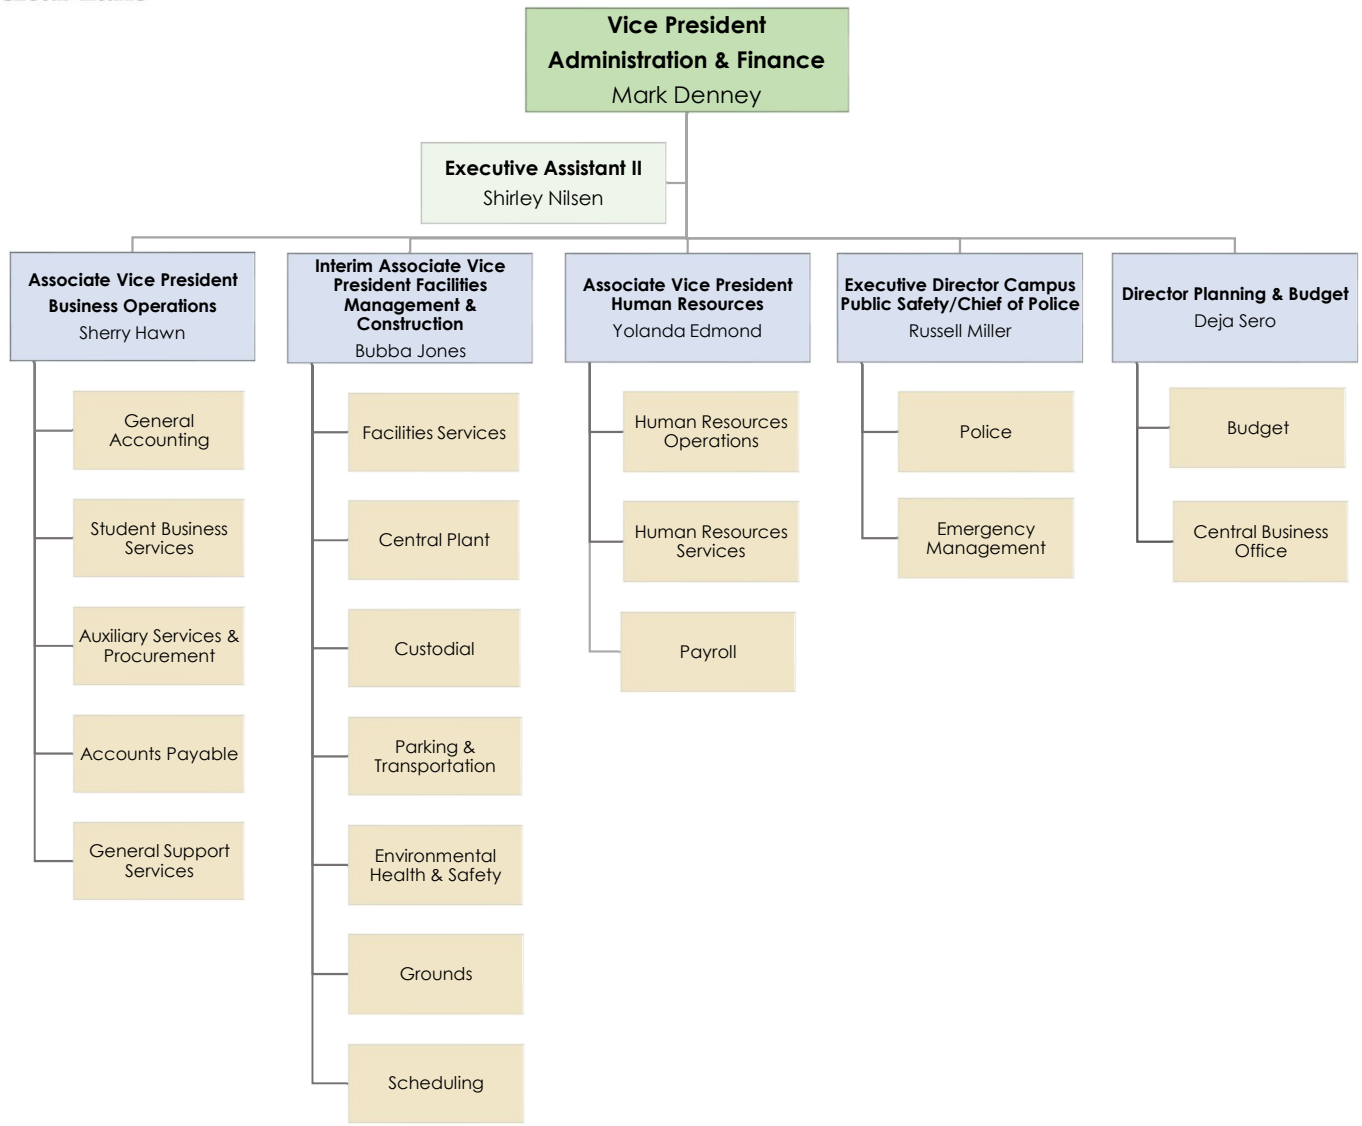 Vice President
Administration & Finance
Mark Denney
Executive Assistant II
Shirley Nilsen
Associate Vice President
Business Operations
Sherry Hawn
General
Accounting
Student Business
Services
Auxiliary Services &
Procurement
Accounts Payable
General Support
Services
Interim Associate Vice
President Facilities
Management &
Construction
Bubba Jones
Facilities Services
Central Plant
Custodial
Parking &
Transportation
Environmental
Health & Safety
Grounds
Scheduling
Associate Vice President
Human Resources
Yolanda Edmond
Human Resources
Operations
Human Resources
Services
Payroll
Executive Director Campus
Public Safety/Chief of Police
Russell Miller
Police
Emergency
Management
Director Planning & Budget
Deja Sero
Budget
Central Business
Office